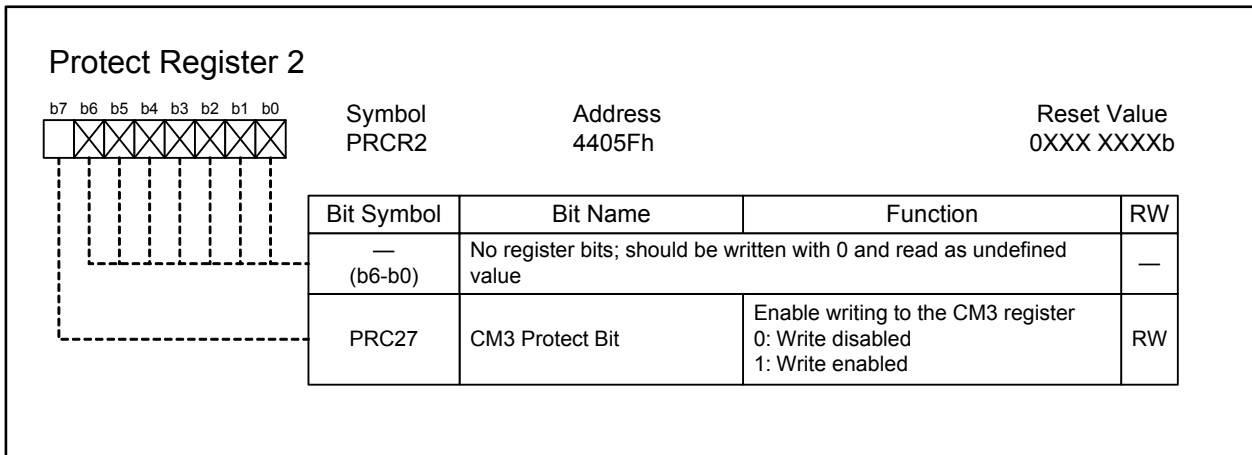 Protect Register 2
b7 b6 b5 b4 b3 b2 b1 b0
Symbol Address Reset Value
PRCR2 4405Fh 0XXX XXXXb
Bit Symbol Bit Name Function RW
—
(b6-b0)
No register bits; should be written with 0 and read as undefined
value
—
PRC27
CM3 Protect Bit
Enable writing to the CM3 register
0: Write disabled
1: Write enabled
RW